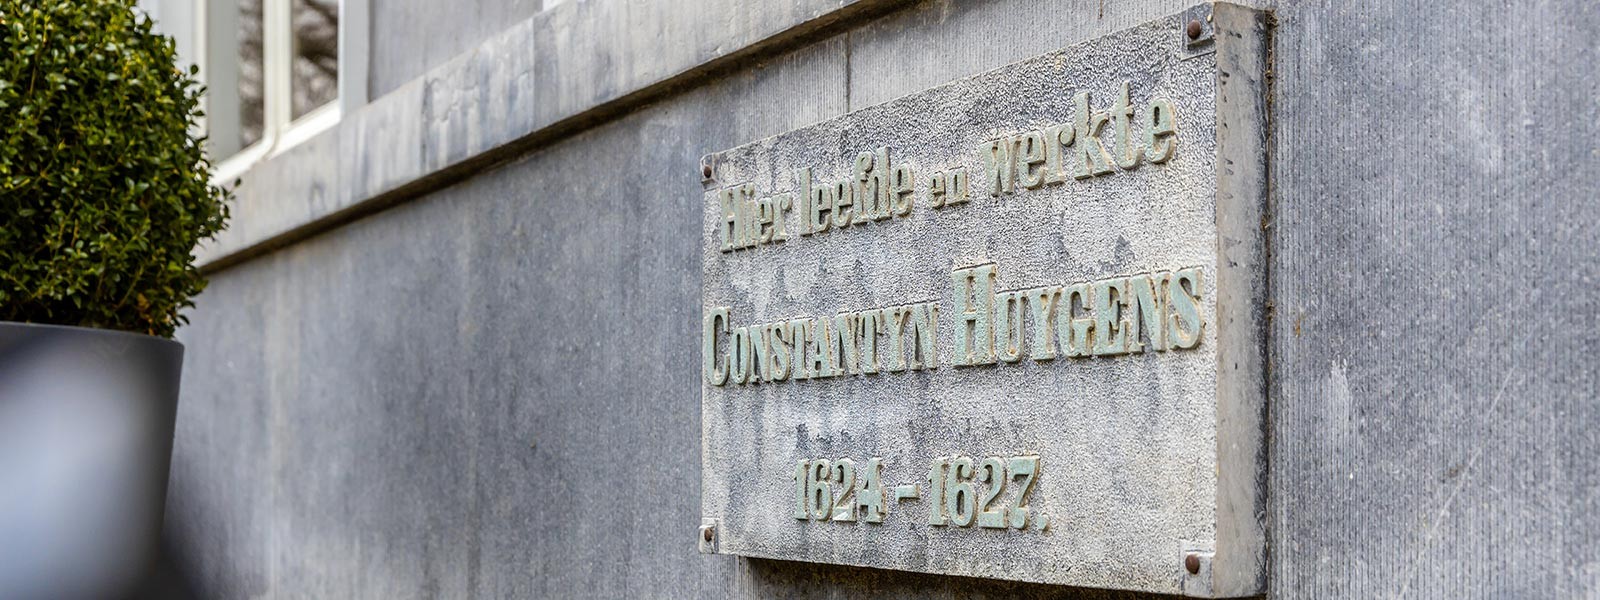 Hier leefde en werkte
CONSTANTYN HUYGENS
1624-1627.